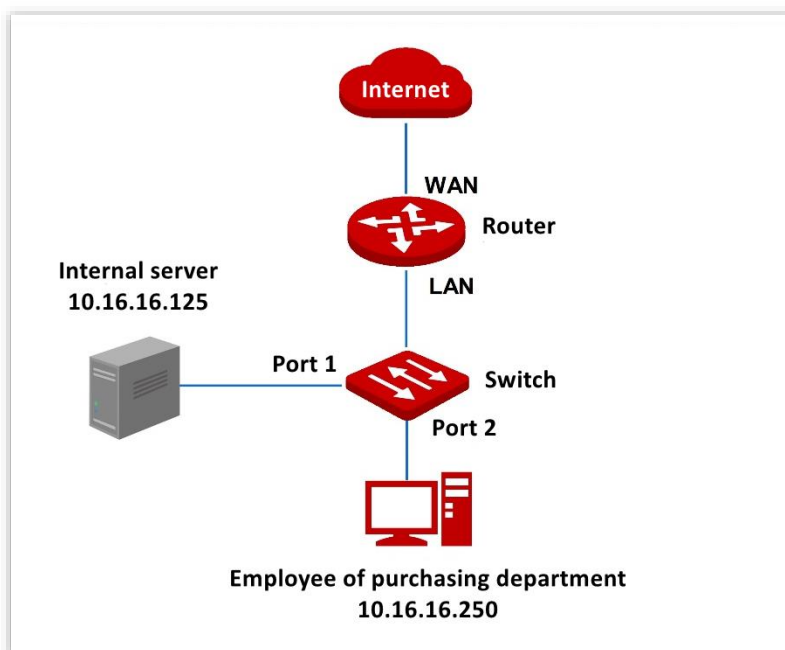 Internet
WAN
Router
LAN
Internal server
10.16.16.125
Port 1
Switch
Port 2
Employee of purchasing department
10.16.16.250